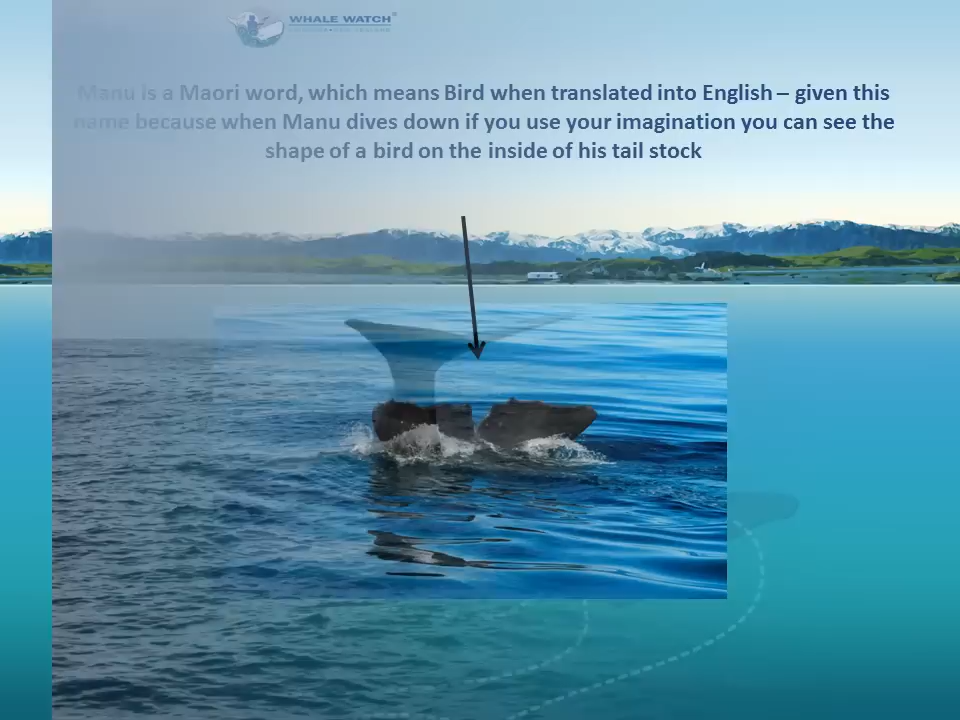 WHALE WATCH®
Manu is a Maori word, which means Bird when translated into English – given this
name because when Manu dives down if you use your imagination you can see the
shape of a bird on the inside of his tail stock